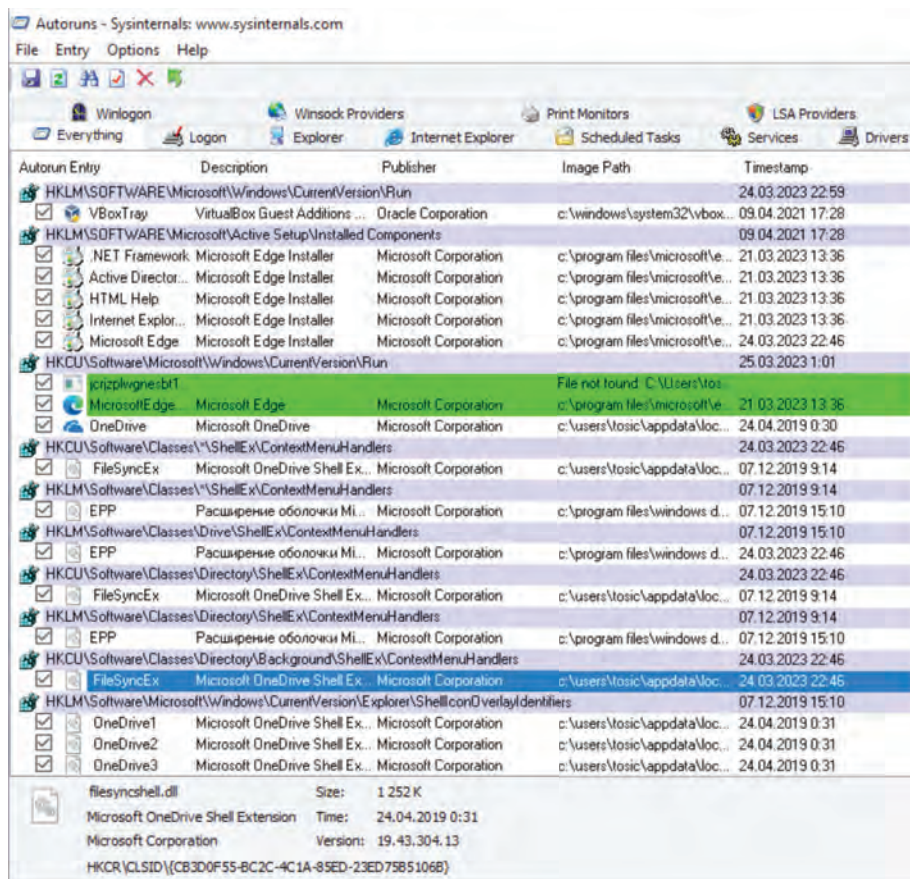 Autoruns - Sysinternals: www.sysinternals.com
File Entry Options Help
Winlogon Winsock Providers Print Monitors LSA Providers
Everything Logon Explorer Internet Explorer Scheduled Tasks Services Drivers
Autorun Entry Description Publisher Image Path Timestamp
HKLM\SOFTWARE\Microsoft\Windows\CurrentVersion\Run 24.03.2023 22:59
VBoxTray VirtualBox Guest Additions ... Oracle Corporation c:\windows\system32\vbox... 09.04.2021 17:28
HKLM\SOFTWARE\Microsoft\Active Setup\Installed Components 09.04.2021 17:28
.NET Framework Microsoft Edge Installer Microsoft Corporation c:\program files\microsoft\e... 21.03.2023 13:36
Active Director... Microsoft Edge Installer Microsoft Corporation c:\program files\microsoft\e... 21.03.2023 13:36
HTML Help Microsoft Edge Installer Microsoft Corporation c:\program files\microsoft\e... 21.03.2023 13:36
Internet Explor... Microsoft Edge Installer Microsoft Corporation c:\program files\microsoft\e... 21.03.2023 13:36
Microsoft Edge Microsoft Edge Installer Microsoft Corporation c:\program files\microsoft\e... 24.03.2023 22:46
HKCU\Software\Microsoft\Windows\CurrentVersion\Run 25.03.2023 1:01
File not found: C:\Users\tos...
MicrosoftEdge... Microsoft Edge Microsoft Corporation c:\program files\microsoft\e... 21.03.2023 13:36
OneDrive Microsoft OneDrive Microsoft Corporation c:\users\tosic\appdata\loc... 24.04.2019 0:30
HKCU\Software\Classes\*\ShellEx\ContextMenuHandlers 24.03.2023 22:46
FileSyncEx Microsoft OneDrive Shell Ex... Microsoft Corporation c:\users\tosic\appdata\loc... 07.12.2019 9:14
HKLM\Software\Classes\*\ShellEx\ContextMenuHandlers 07.12.2019 9:14
EPP Расширение оболочки Mi... Microsoft Corporation c:\program files\windows d... 07.12.2019 15:10
HKLM\Software\Classes\Drive\ShellEx\ContextMenuHandlers 07.12.2019 15:10
EPP Расширение оболочки Mi... Microsoft Corporation c:\program files\windows d... 24.03.2023 22:46
HKCU\Software\Classes\Directory\ShellEx\ContextMenuHandlers 24.03.2023 22:46
FileSyncEx Microsoft OneDrive Shell Ex... Microsoft Corporation c:\users\tosic\appdata\loc... 07.12.2019 9:14
HKLM\Software\Classes\Directory\ShellEx\ContextMenuHandlers 07.12.2019 9:14
EPP Расширение оболочки Mi... Microsoft Corporation c:\program files\windows d... 07.12.2019 15:10
HKCU\Software\Classes\Directory\Background\ShellEx\ContextMenuHandlers 24.03.2023 22:46
FileSyncEx Microsoft OneDrive Shell Ex... Microsoft Corporation c:\users\tosic\appdata\loc... 24.03.2023 22:46
HKLM\Software\Microsoft\Windows\CurrentVersion\Explorer\ShellIconOverlayIdentifiers 07.12.2019 15:10
OneDrive1 Microsoft OneDrive Shell Ex... Microsoft Corporation c:\users\tosic\appdata\loc... 24.04.2019 0:31
OneDrive2 Microsoft OneDrive Shell Ex... Microsoft Corporation c:\users\tosic\appdata\loc... 24.04.2019 0:31
OneDrive3 Microsoft OneDrive Shell Ex... Microsoft Corporation c:\users\tosic\appdata\loc... 24.04.2019 0:31
filesyncshell.dll Size: 1 252 K
Microsoft OneDrive Shell Extension Time: 24.04.2019 0:31
Microsoft Corporation Version: 19.43.304.13
HKCR\CLSID\{CB3D0F55-BC2C-4C1A-85ED-23ED75B5106B}